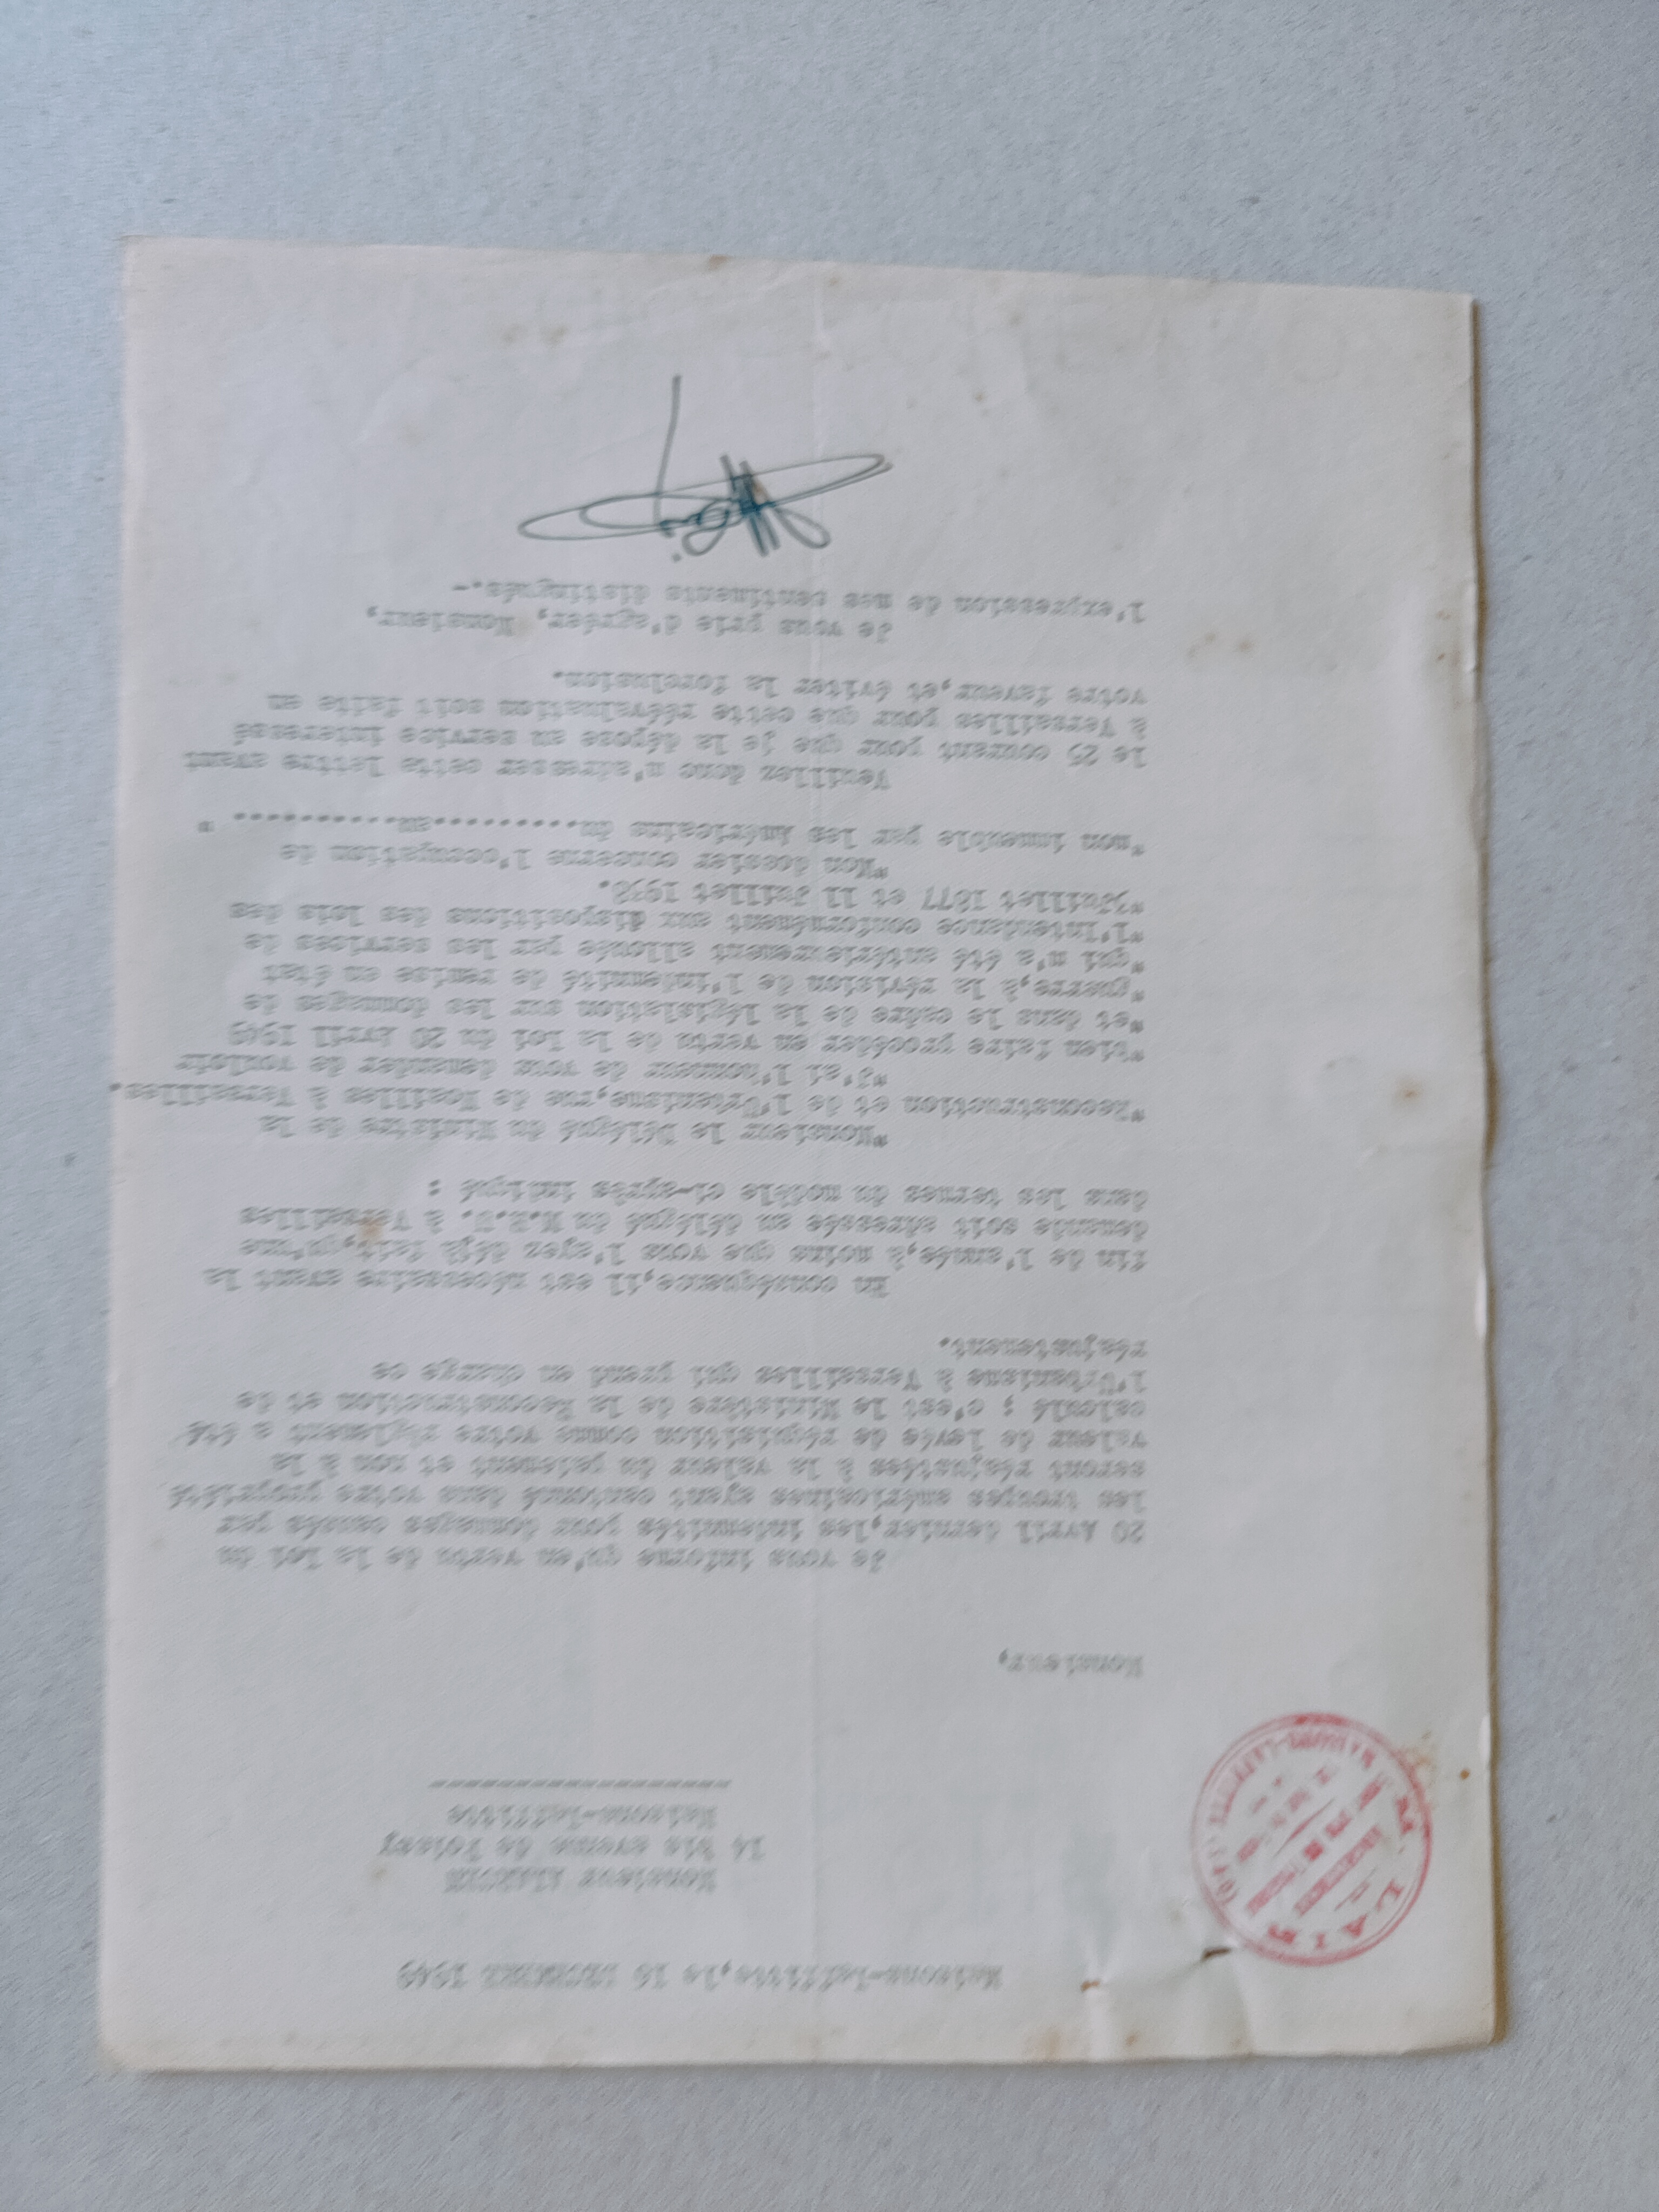 Maisons-Laffitte, le 16 DECEMBRE 1949
Monsieur
14 bis avenue de
Maisons-Laffitte
------------------
MAISONS-LAFFITTE
Monsieur,
Je vous informe qu'en vertu de la Loi du
20 Avril dernier,les indemnités pour dommages causés par
les troupes américaines ayant cantonné dans votre propriété
seront réajustées à la valeur du paiement et non à la
valeur de levée de réquisition comme votre règlement a été
calculé ; c'est le Ministère de la Reconstruction et de
l'Urbanisme à Versailles qui prend en charge ce
réajustement.
En conséquence,il est nécessaire avant la
fin de l'année,à moins que vous l'ayez déjà fait,qu'une
demande soit adressée au délégué du M.R.U. à Versailles
dans les termes du modèle ci-après indiqué :
"Monsieur le Délégué du Ministre de la
"Reconstruction et de l'Urbanisme,rue de Noailles à Versailles.
"J'ai l'honneur de vous demander de vouloir
"bien faire procéder en vertu de la Loi du 20 Avril 1949
"et dans le cadre de la législation sur les dommages de
"guerre,à la révision de l'indemnité de remise en état
"qui m'a été antérieurement allouée par les services de
"l'Intendance conformément aux dispositions des lois des
"3Juillet 1877 et 11 Juillet 1938.
"Mon dossier concerne l'occupation de
"mon immeuble par les Américains du..........au.......... "
Veuillez donc m'adresser cette lettre avant
le 25 courant pour que je la dépose au service intéressé
à Versailles pour que cette réévaluation soit faite en
votre faveur,et éviter la forclusion.
Je vous prie d'agréer, Monsieur,
l'expression de mes sentiments distingués.-